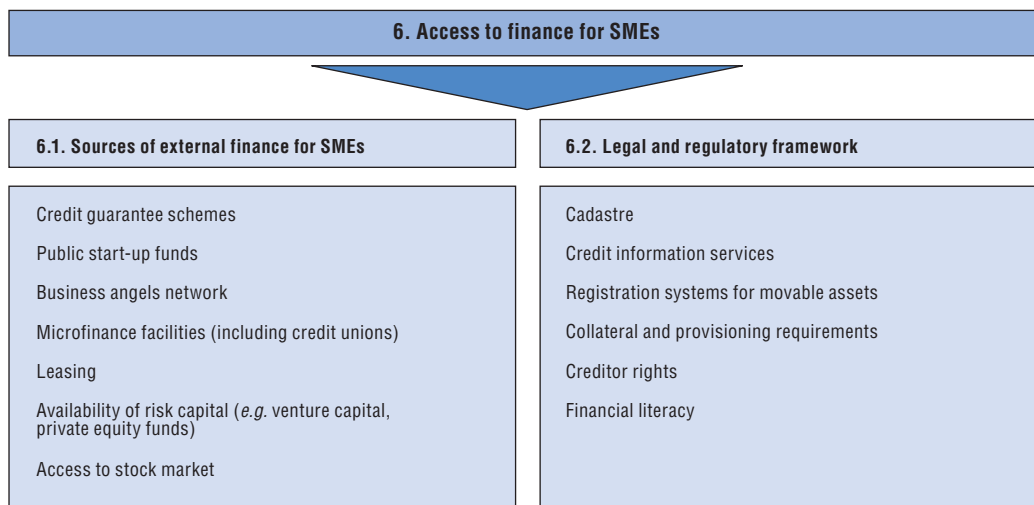 6. Access to finance for SMEs
6.1. Sources of external finance for SMEs
Credit guarantee schemes
Public start-up funds
Business angels network
Microfinance facilities (including credit unions)
Leasing
Availability of risk capital (e.g. venture capital,
private equity funds)
Access to stock market
6.2. Legal and regulatory framework
Cadastre
Credit information services
Registration systems for movable assets
Collateral and provisioning requirements
Creditor rights
Financial literacy